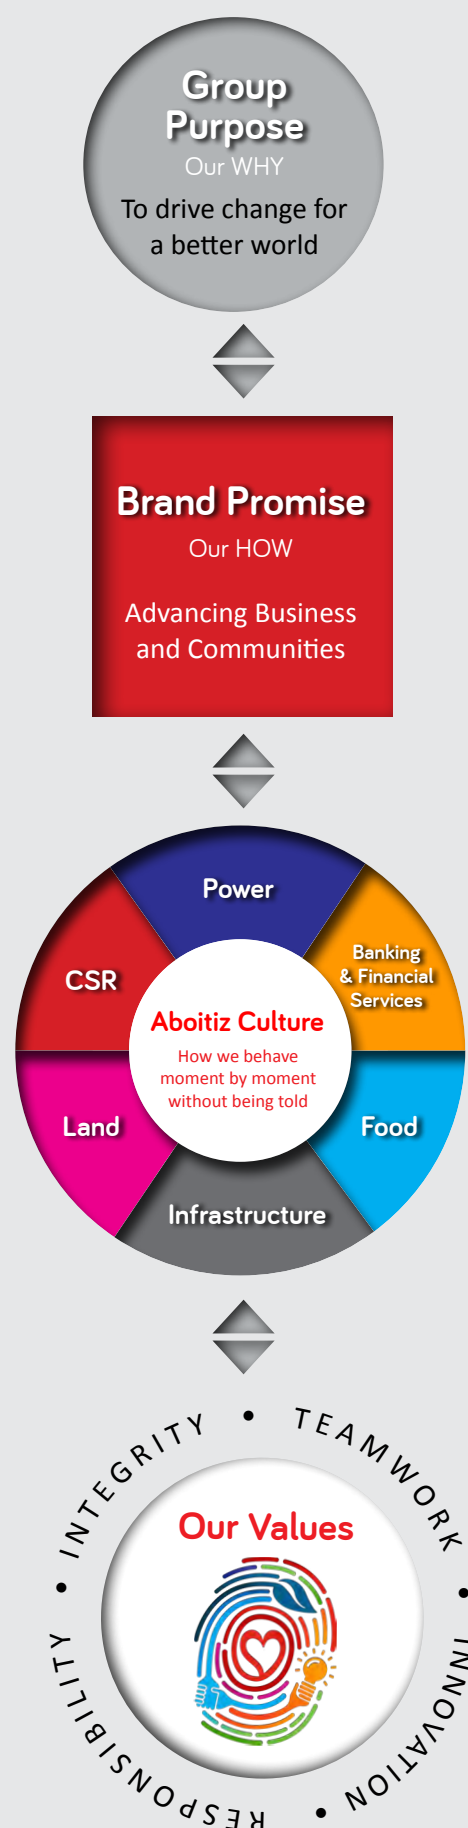 Group
Purpose
Our WHY
To drive change for
a better world
Brand Promise
Our HOW
Advancing Business
and Communities
Power
Banking
& Financial
Services
CSR
Aboitiz Culture
How we behave
moment by moment
without being told
Land
Food
Infrastructure
INTEGRITY • TEAMWORK • INNOVATION • RESPONSIBILITY •
Our Values